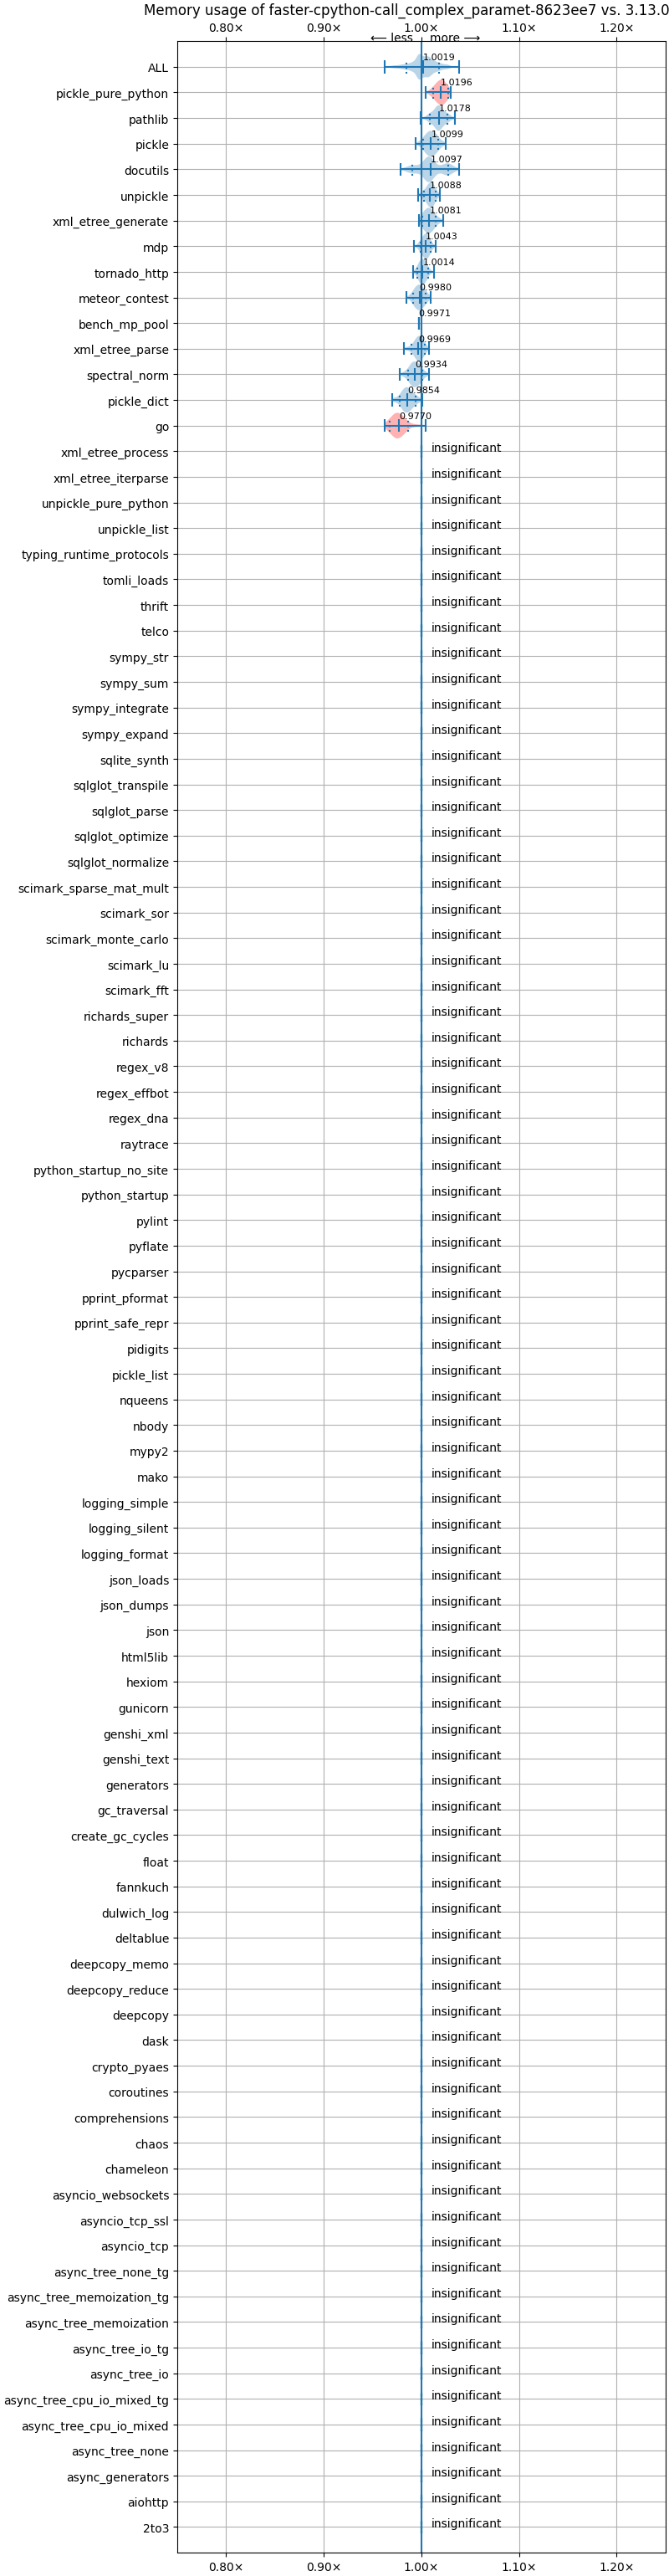 Memory usage of faster-cpython-call_complex_paramet-8623ee7 vs. 3.13.0
0.80× 0.90× 1.00× 1.10× 1.20×
⟵ less more ⟶
ALL 1.0019
pickle_pure_python 1.0196
pathlib 1.0178
pickle 1.0099
docutils 1.0097
unpickle 1.0088
xml_etree_generate 1.0081
mdp 1.0043
tornado_http 1.0014
meteor_contest 0.9980
bench_mp_pool 0.9971
xml_etree_parse 0.9969
spectral_norm 0.9934
pickle_dict 0.9854
go 0.9770
xml_etree_process insignificant
xml_etree_iterparse insignificant
unpickle_pure_python insignificant
unpickle_list insignificant
typing_runtime_protocols insignificant
tomli_loads insignificant
thrift insignificant
telco insignificant
sympy_str insignificant
sympy_sum insignificant
sympy_integrate insignificant
sympy_expand insignificant
sqlite_synth insignificant
sqlglot_transpile insignificant
sqlglot_parse insignificant
sqlglot_optimize insignificant
sqlglot_normalize insignificant
scimark_sparse_mat_mult insignificant
scimark_sor insignificant
scimark_monte_carlo insignificant
scimark_lu insignificant
scimark_fft insignificant
richards_super insignificant
richards insignificant
regex_v8 insignificant
regex_effbot insignificant
regex_dna insignificant
raytrace insignificant
python_startup_no_site insignificant
python_startup insignificant
pylint insignificant
pyflate insignificant
pycparser insignificant
pprint_pformat insignificant
pprint_safe_repr insignificant
pidigits insignificant
pickle_list insignificant
nqueens insignificant
nbody insignificant
mypy2 insignificant
mako insignificant
logging_simple insignificant
logging_silent insignificant
logging_format insignificant
json_loads insignificant
json_dumps insignificant
json insignificant
html5lib insignificant
hexiom insignificant
gunicorn insignificant
genshi_xml insignificant
genshi_text insignificant
generators insignificant
gc_traversal insignificant
create_gc_cycles insignificant
float insignificant
fannkuch insignificant
dulwich_log insignificant
deltablue insignificant
deepcopy_memo insignificant
deepcopy_reduce insignificant
deepcopy insignificant
dask insignificant
crypto_pyaes insignificant
coroutines insignificant
comprehensions insignificant
chaos insignificant
chameleon insignificant
asyncio_websockets insignificant
asyncio_tcp_ssl insignificant
asyncio_tcp insignificant
async_tree_none_tg insignificant
async_tree_memoization_tg insignificant
async_tree_memoization insignificant
async_tree_io_tg insignificant
async_tree_io insignificant
async_tree_cpu_io_mixed_tg insignificant
async_tree_cpu_io_mixed insignificant
async_tree_none insignificant
async_generators insignificant
aiohttp insignificant
2to3 insignificant
0.80× 0.90× 1.00× 1.10× 1.20×